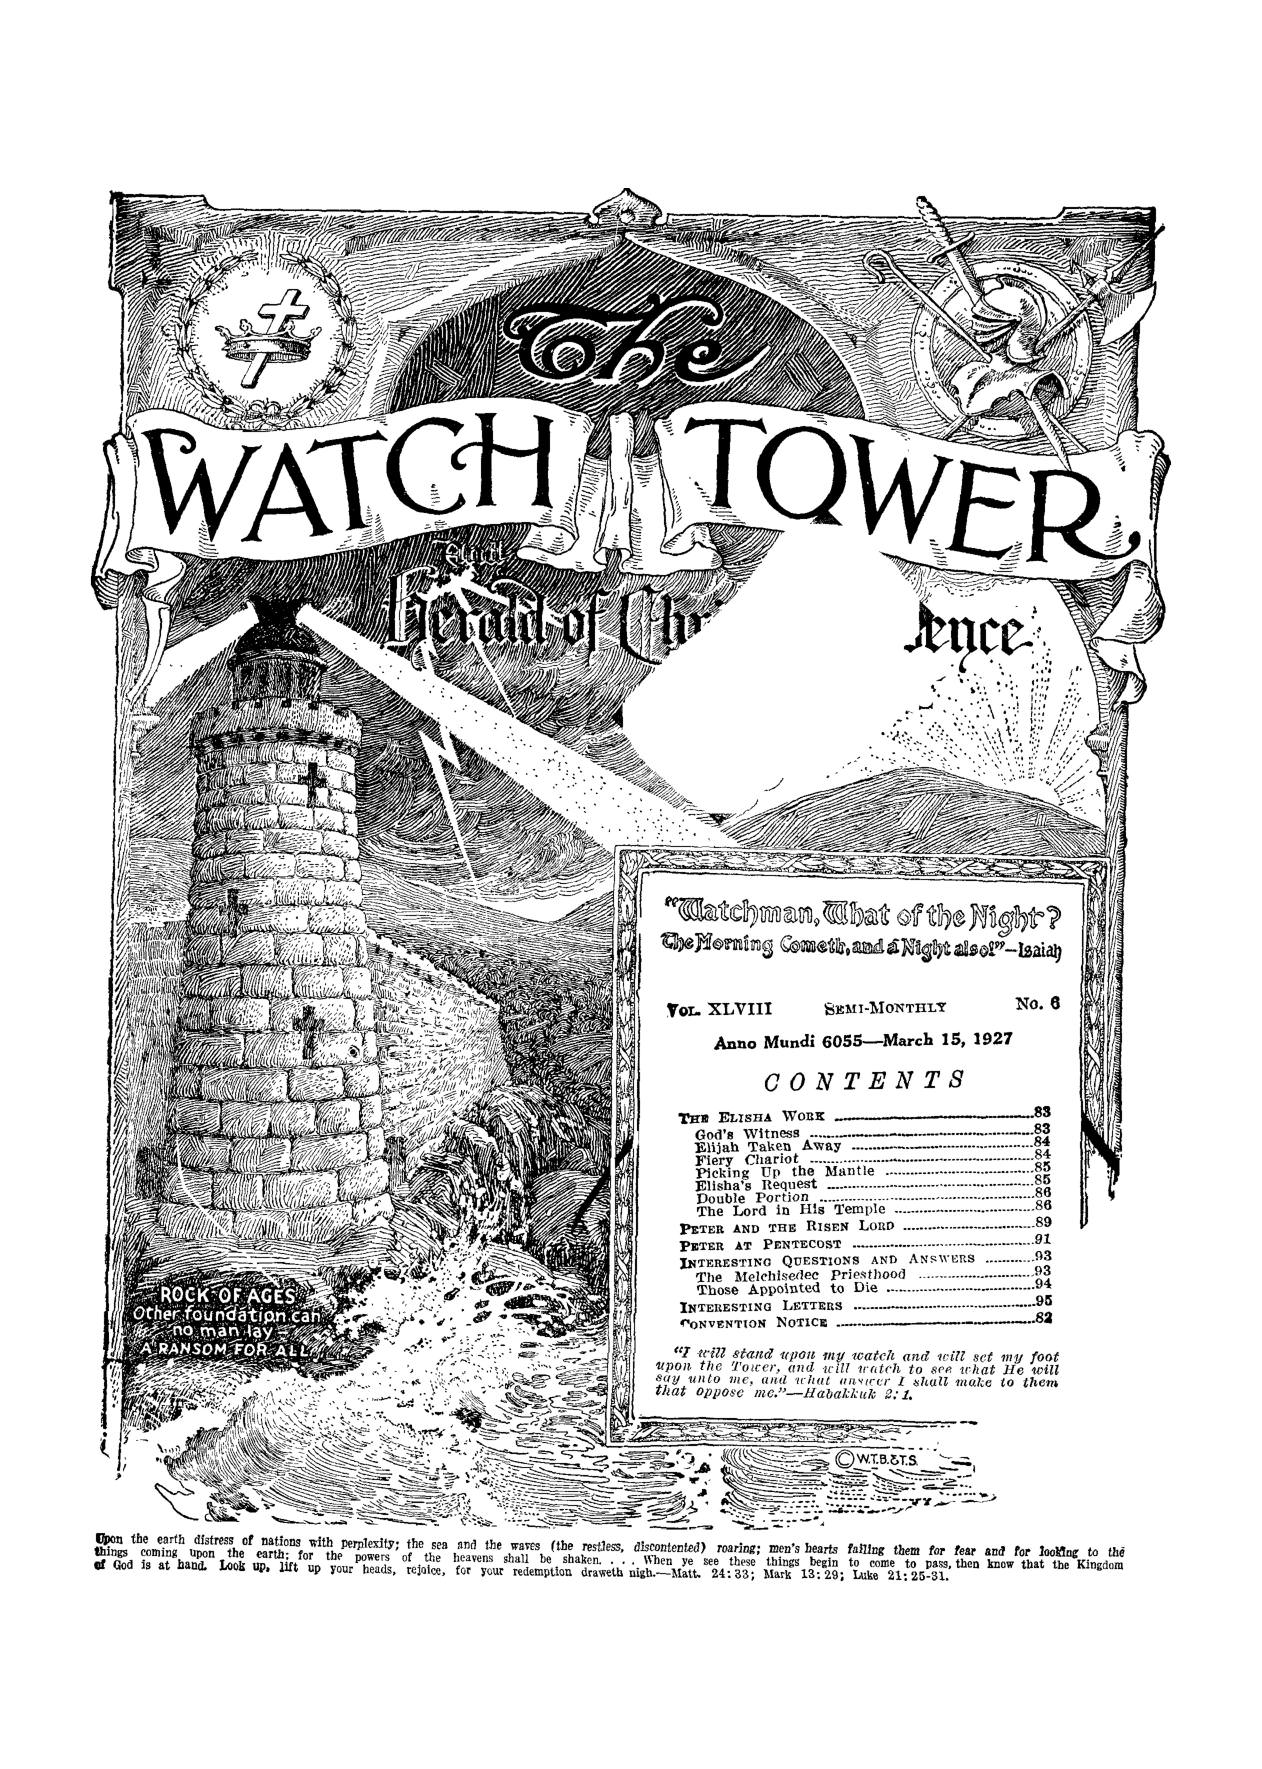 The
WATCH TOWER
And
Herald of Chri ence
"Watchman, What of the Night?
The Morning Cometh, and a Night also!"—Isaiah
VOL. XLVIII SEMI-MONTHLY No. 6
Anno Mundi 6055—March 15, 1927
CONTENTS
THE ELISHA WORK 83
God's Witness 83
Elijah Taken Away 84
Fiery Chariot 84
Picking Up the Mantle 85
Elisha's Request 85
Double Portion 86
The Lord in His Temple 86
PETER AND THE RISEN LORD 89
PETER AT PENTECOST 91
INTERESTING QUESTIONS AND ANSWERS 93
The Melchisedec Priesthood 93
Those Appointed to Die 94
INTERESTING LETTERS 95
CONVENTION NOTICE 82
"I will stand upon my watch and will set my foot
upon the Tower, and will watch to see what He will
say unto me, and what answer I shall make to them
that oppose me."—Habakkuk 2:1.
ROCK OF AGES
Other foundation can
no man lay
A RANSOM FOR ALL
©W.T.B.&T.S.
Upon the earth distress of nations with perplexity; the sea and the waves (the restless, discontented) roaring; men's hearts failing them for fear and for looking to the
things coming upon the earth; for the powers of the heavens shall be shaken. . . . When ye see these things begin to come to pass, then know that the Kingdom
of God is at hand. Look up, lift up your heads, rejoice, for your redemption draweth nigh.—Matt. 24:33; Mark 13:29; Luke 21:25-31.